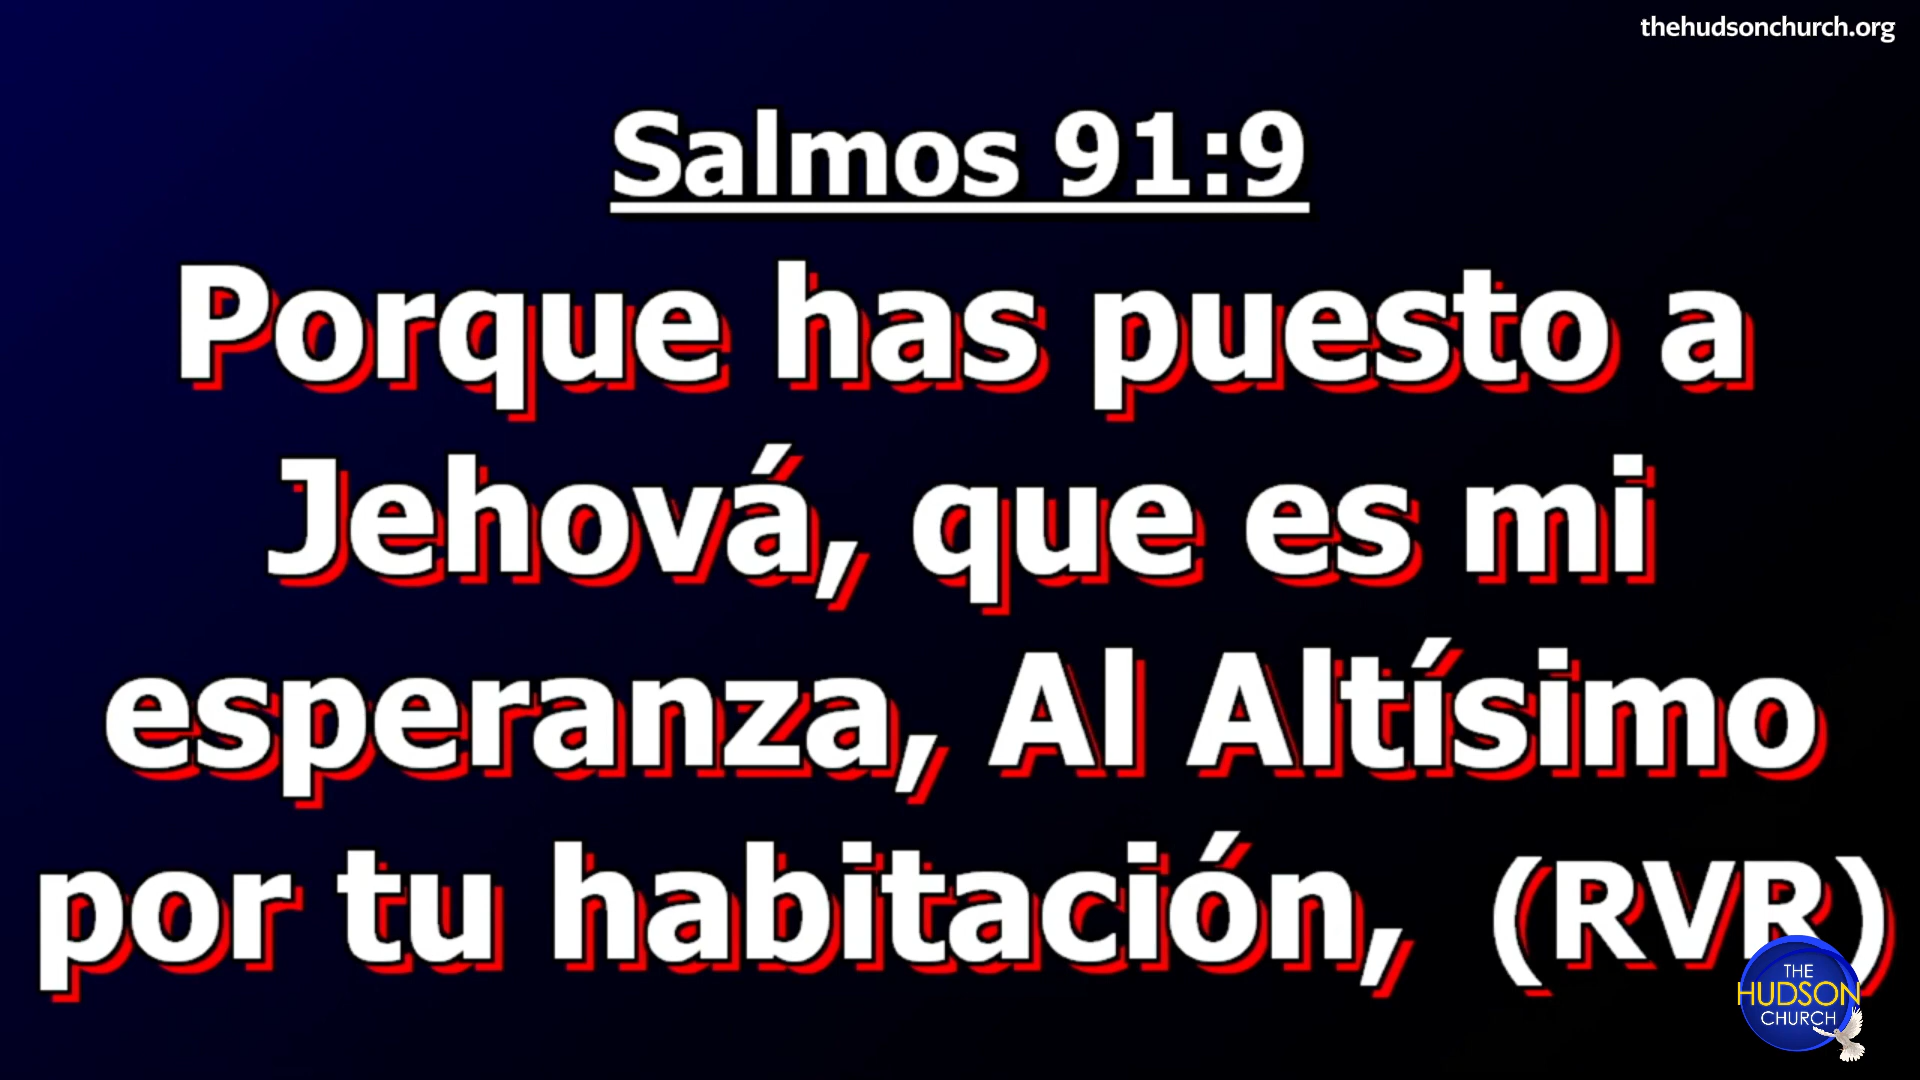 thehudsonchurch.org
Salmos 91:9
Porque has puesto a
Jehová, que es mi
esperanza, Al Altísimo
por tu habitación, (RVR)
THE
HUDSON
CHURCH